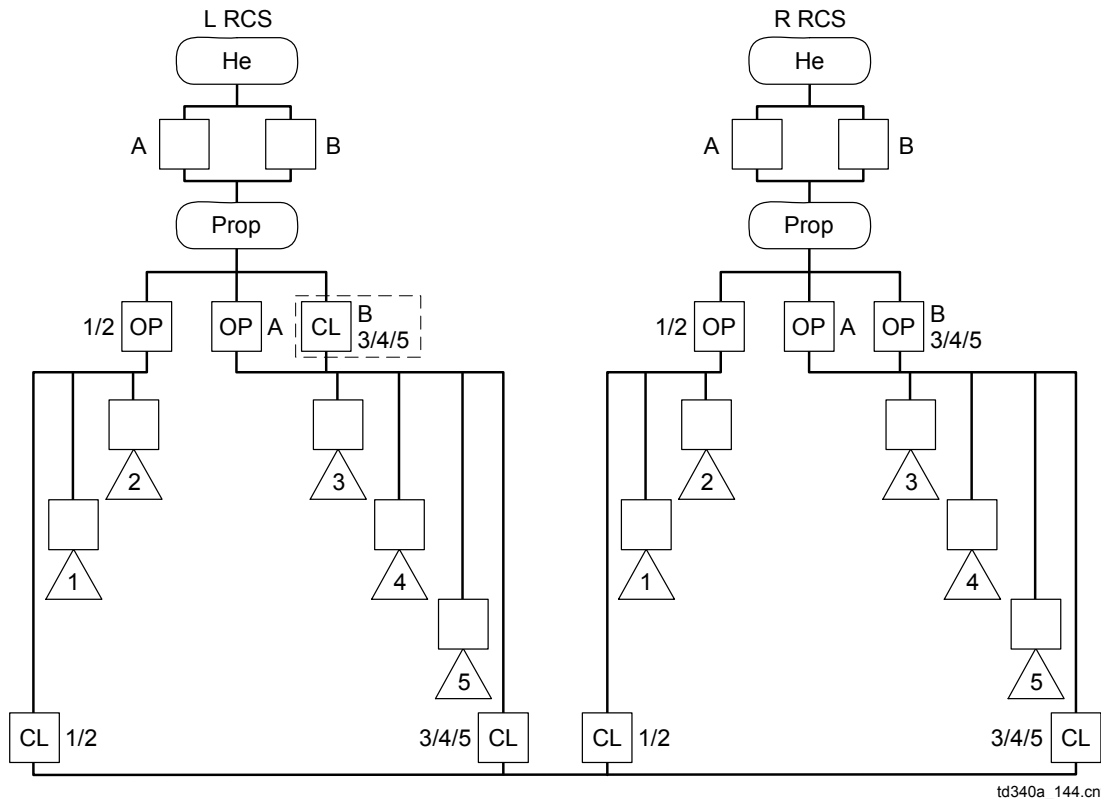 L RCS
R RCS
He
He
A
B
A
B
Prop
Prop
1/2
OP
OP
A
CL
B
3/4/5
1/2
OP
OP
A
OP
B
3/4/5
2
3
2
3
1
4
1
4
5
5
CL
1/2
3/4/5
CL
CL
1/2
3/4/5
CL
td340a_144.cn